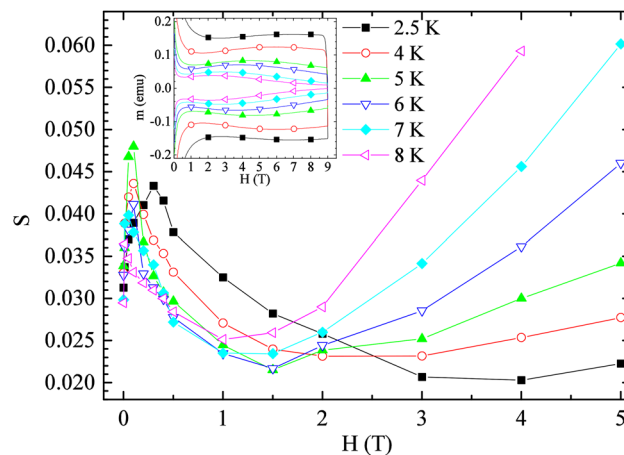 0.060
0.055
0.050
0.045
0.040
0.035
0.030
0.025
0.020
S
0 1 2 3 4 5
H (T)
0.2
0.1
0.0
-0.1
-0.2
m (emu)
0 1 2 3 4 5 6 7 8 9
H (T)
2.5 K
4 K
5 K
6 K
7 K
8 K